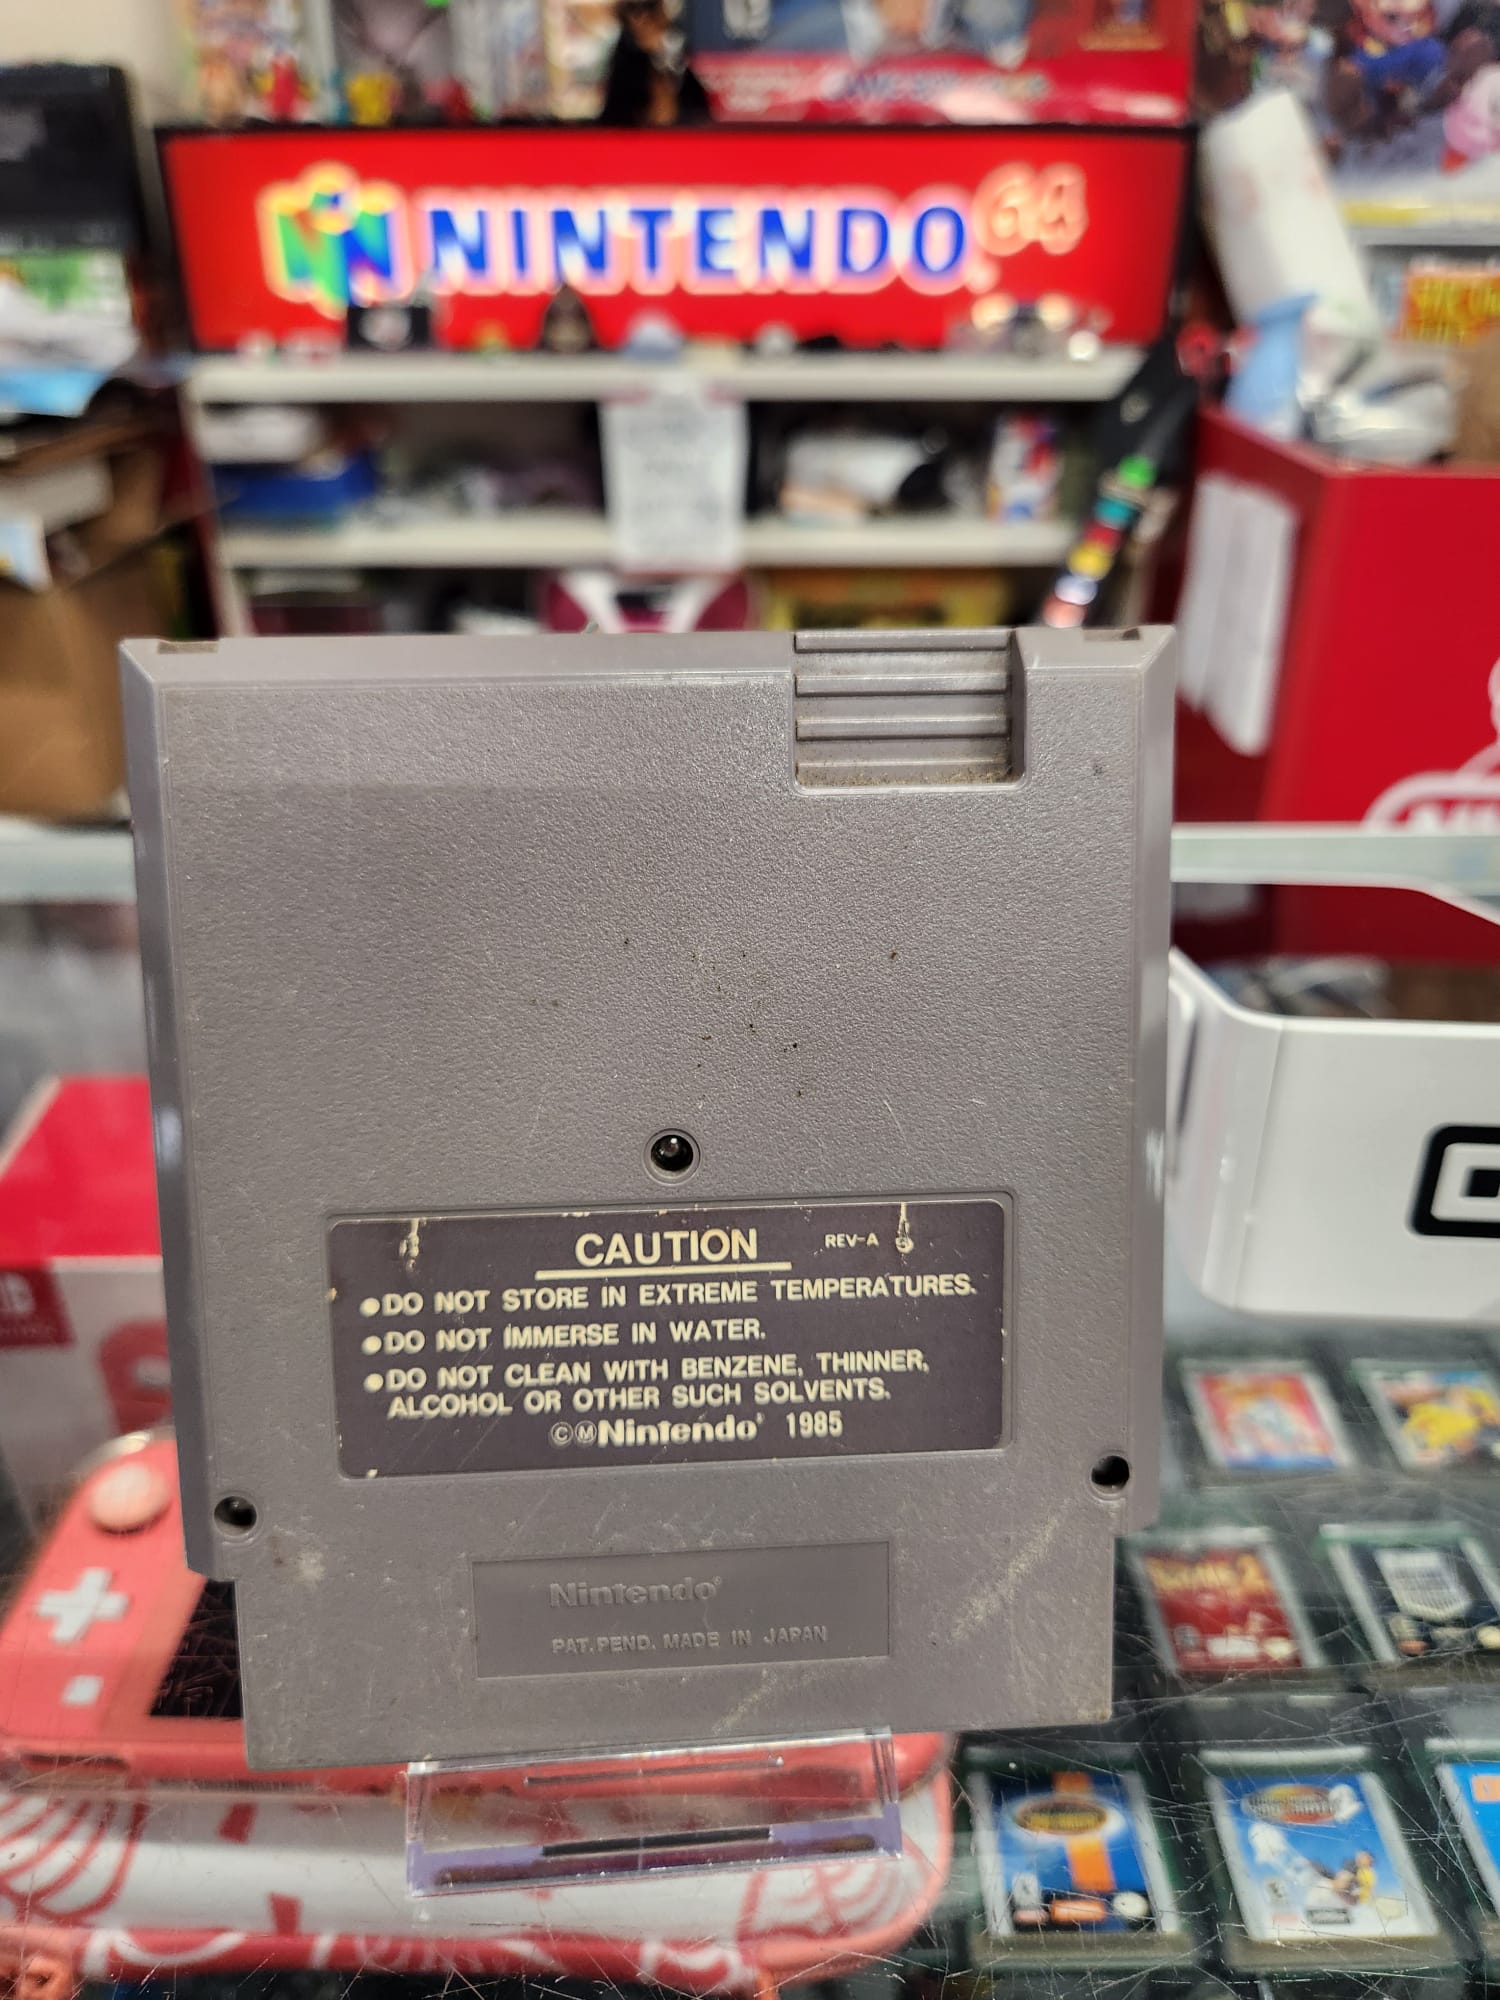 NINTENDO 64
CAUTION REV-A
●DO NOT STORE IN EXTREME TEMPERATURES.
●DO NOT IMMERSE IN WATER.
●DO NOT CLEAN WITH BENZENE, THINNER,
ALCOHOL OR OTHER SUCH SOLVENTS.
©ⓂNintendo® 1985
Nintendo®
PAT. PEND. MADE IN JAPAN